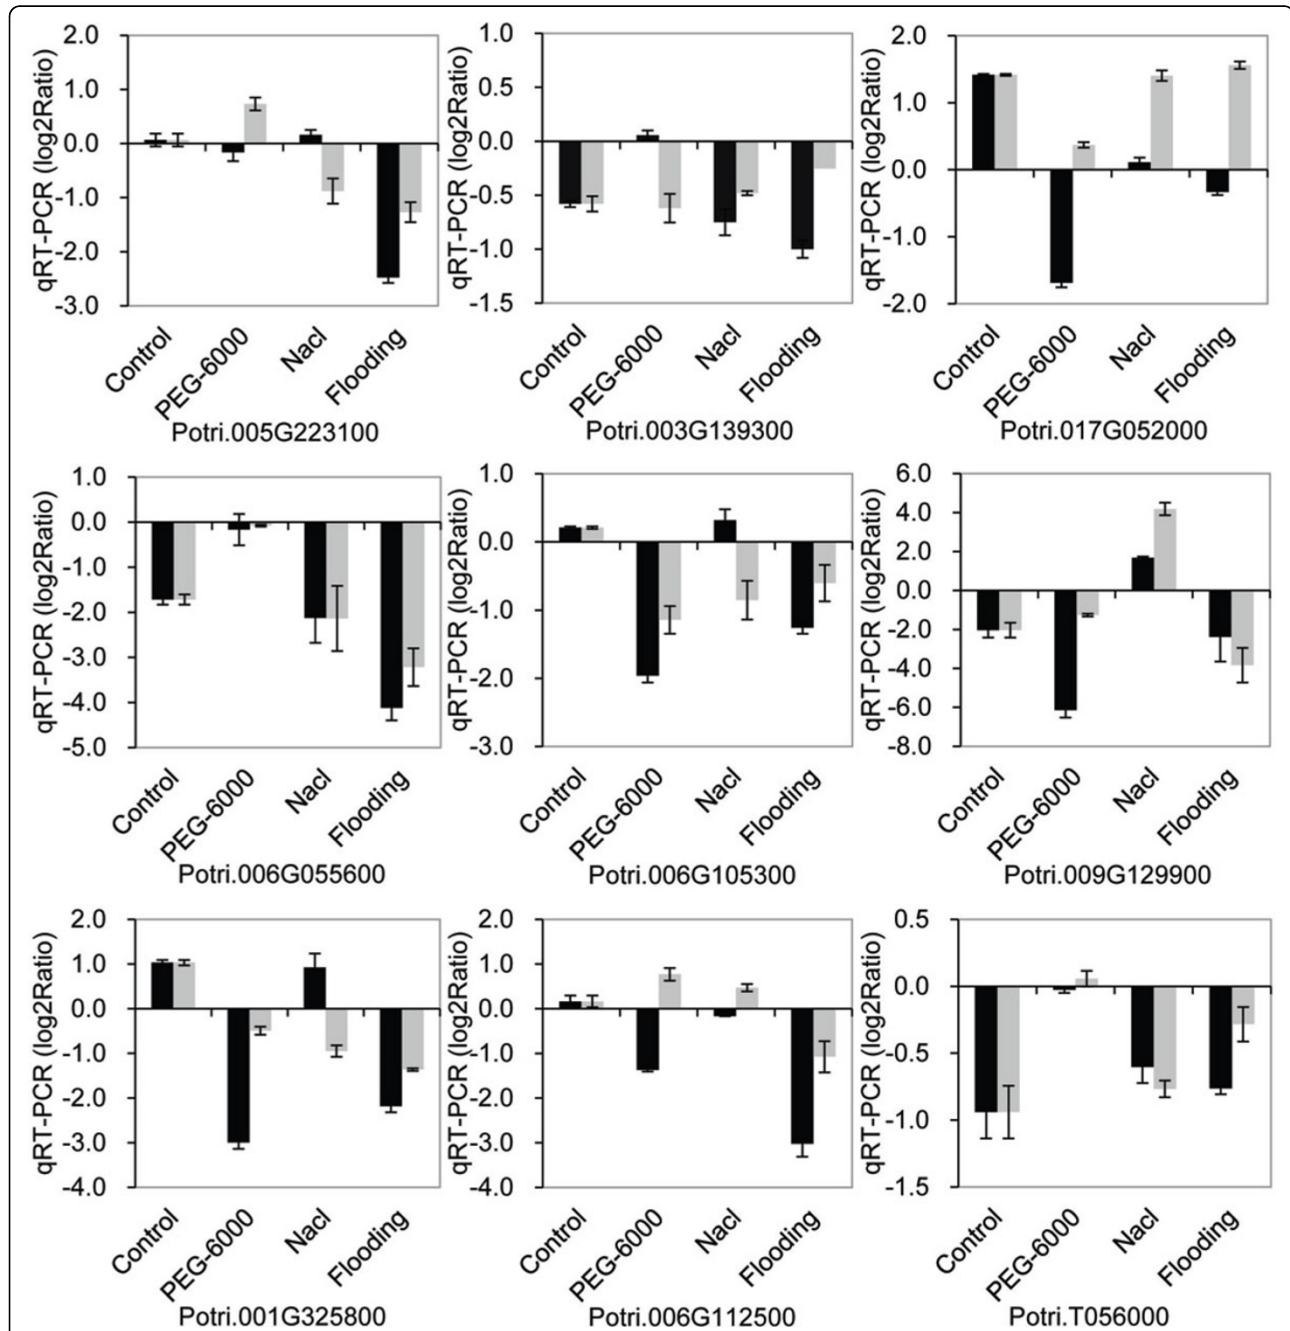 qRT-PCR (log2Ratio)
2.0
1.0
0.0
-1.0
-2.0
-3.0
Control
PEG-6000
Nacl
Flooding
Potri.005G223100
qRT-PCR (log2Ratio)
1.0
0.5
0.0
-0.5
-1.0
-1.5
Control
PEG-6000
Nacl
Flooding
Potri.003G139300
qRT-PCR (log2Ratio)
2.0
1.0
0.0
-1.0
-2.0
Control
PEG-6000
Nacl
Flooding
Potri.017G052000
qRT-PCR (log2Ratio)
1.0
0.0
-1.0
-2.0
-3.0
-4.0
-5.0
Control
PEG-6000
Nacl
Flooding
Potri.006G055600
qRT-PCR (log2Ratio)
1.0
0.0
-1.0
-2.0
-3.0
Control
PEG-6000
Nacl
Flooding
Potri.006G105300
qRT-PCR (log2Ratio)
6.0
4.0
2.0
0.0
-2.0
-4.0
-6.0
-8.0
Control
PEG-6000
Nacl
Flooding
Potri.009G129900
qRT-PCR (log2Ratio)
2.0
1.0
0.0
-1.0
-2.0
-3.0
-4.0
Control
PEG-6000
Nacl
Flooding
Potri.001G325800
qRT-PCR (log2Ratio)
2.0
1.0
0.0
-1.0
-2.0
-3.0
-4.0
Control
PEG-6000
Nacl
Flooding
Potri.006G112500
qRT-PCR (log2Ratio)
0.5
0.0
-0.5
-1.0
-1.5
Control
PEG-6000
Nacl
Flooding
Potri.T056000